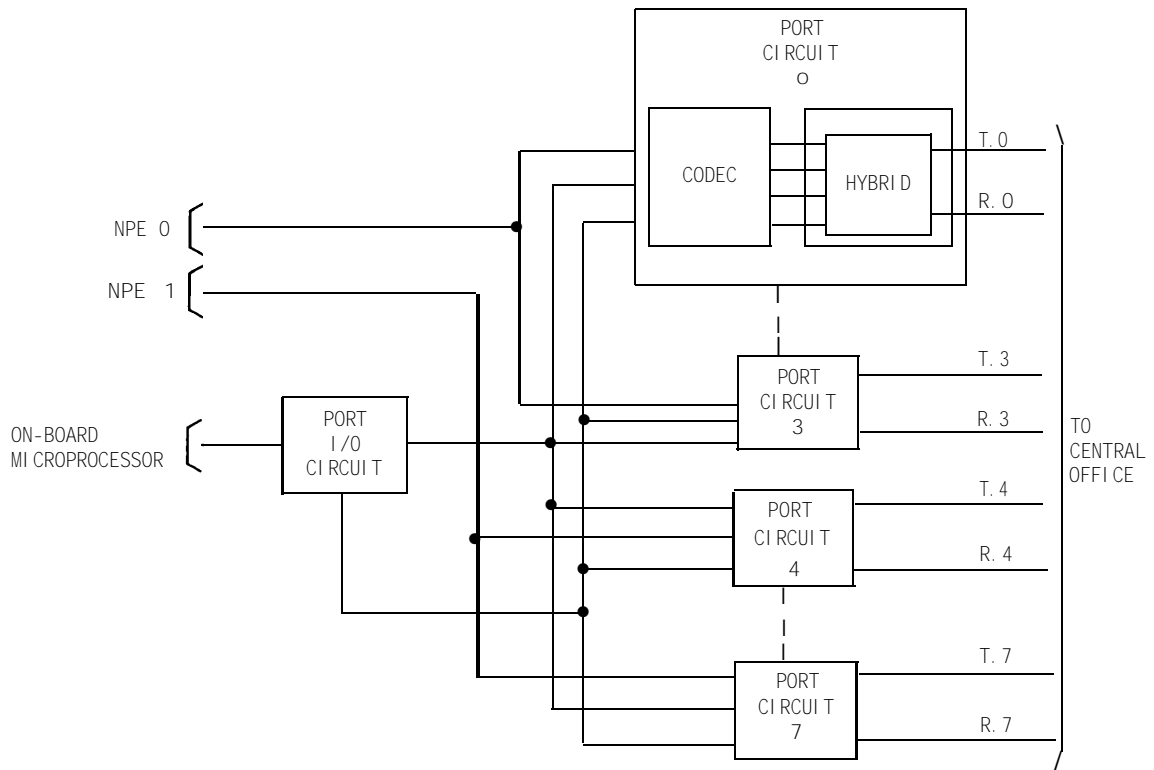 PORT
CIRCUIT
0
CODEC
HYBRID
T.0
R.0
NPE 0
NPE 1
PORT
CIRCUIT
3
T.3
R.3
ON-BOARD
MICROPROCESSOR
PORT
I/O
CIRCUIT
TO
CENTRAL
OFFICE
PORT
CIRCUIT
4
T.4
R.4
PORT
CIRCUIT
7
T.7
R.7